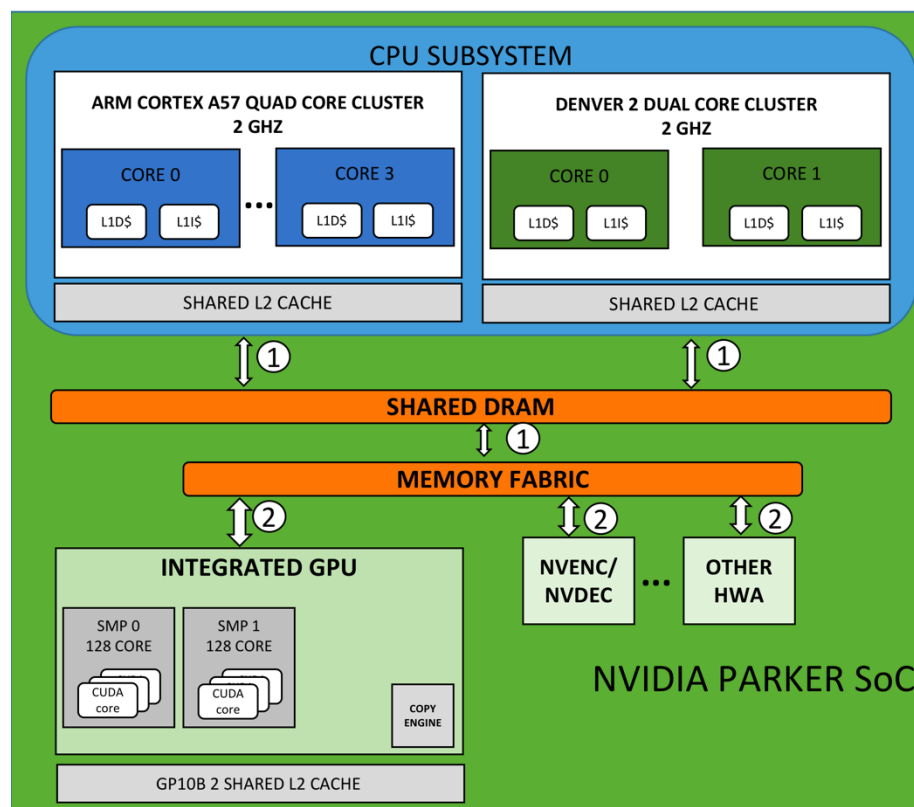 CPU SUBSYSTEM
ARM CORTEX A57 QUAD CORE CLUSTER
2 GHZ
CORE 0
L1D$ L1I$
...
CORE 3
L1D$ L1I$
SHARED L2 CACHE
DENVER 2 DUAL CORE CLUSTER
2 GHZ
CORE 0
L1D$ L1I$
CORE 1
L1D$ L1I$
SHARED L2 CACHE
1
1
SHARED DRAM
1
MEMORY FABRIC
2
2
2
INTEGRATED GPU
SMP 0
128 CORE
CUDA
core
SMP 1
128 CORE
CUDA
core
COPY
ENGINE
GP10B 2 SHARED L2 CACHE
NVENC/
NVDEC
...
OTHER
HWA
NVIDIA PARKER SoC